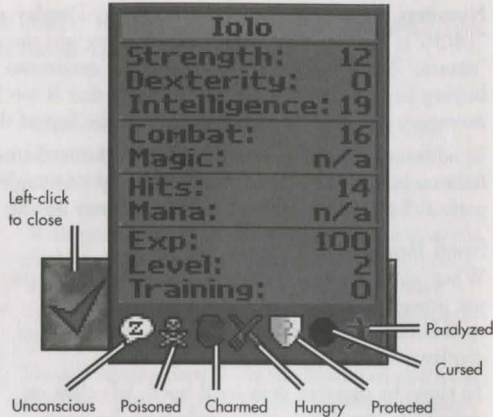 Iolo
Strength: 12
Dexterity: 0
Intelligence: 19
Combat: 16
Magic: n/a
Hits: 14
Mana: n/a
Exp: 100
Level: 2
Training: 0
Left-click
to close
Z
Paralyzed
Cursed
Unconscious Poisoned Charmed Hungry Protected